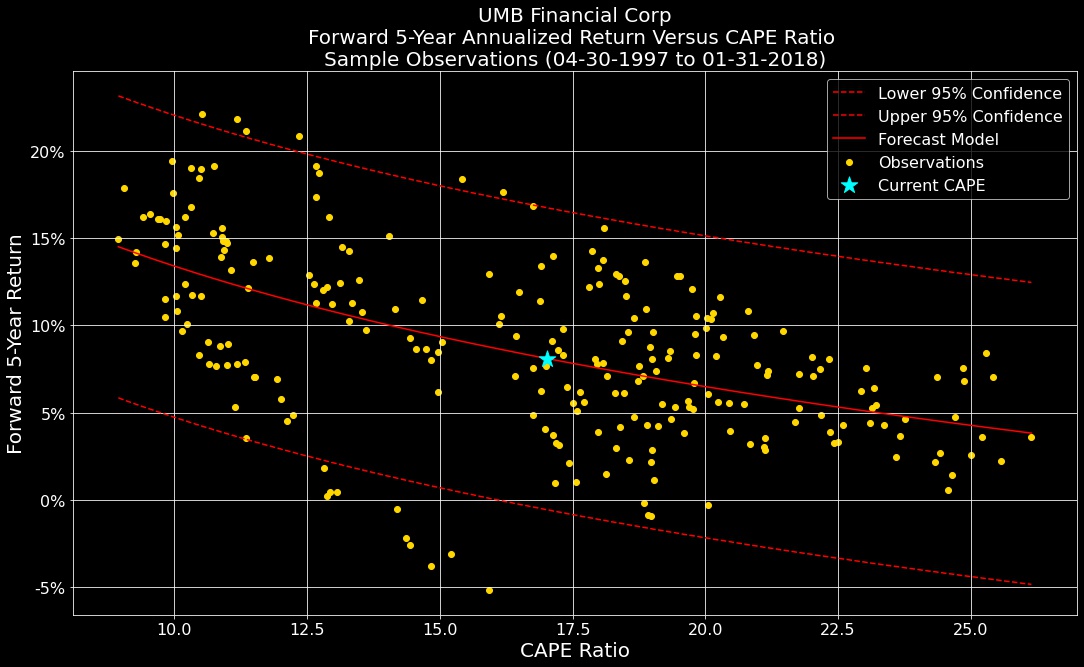 UMB Financial Corp
Forward 5-Year Annualized Return Versus CAPE Ratio
Sample Observations (04-30-1997 to 01-31-2018)
Lower 95% Confidence
Upper 95% Confidence
Forecast Model
Observations
Current CAPE
Forward 5-Year Return
20%
15%
10%
5%
0%
-5%
10.0 12.5 15.0 17.5 20.0 22.5 25.0
CAPE Ratio